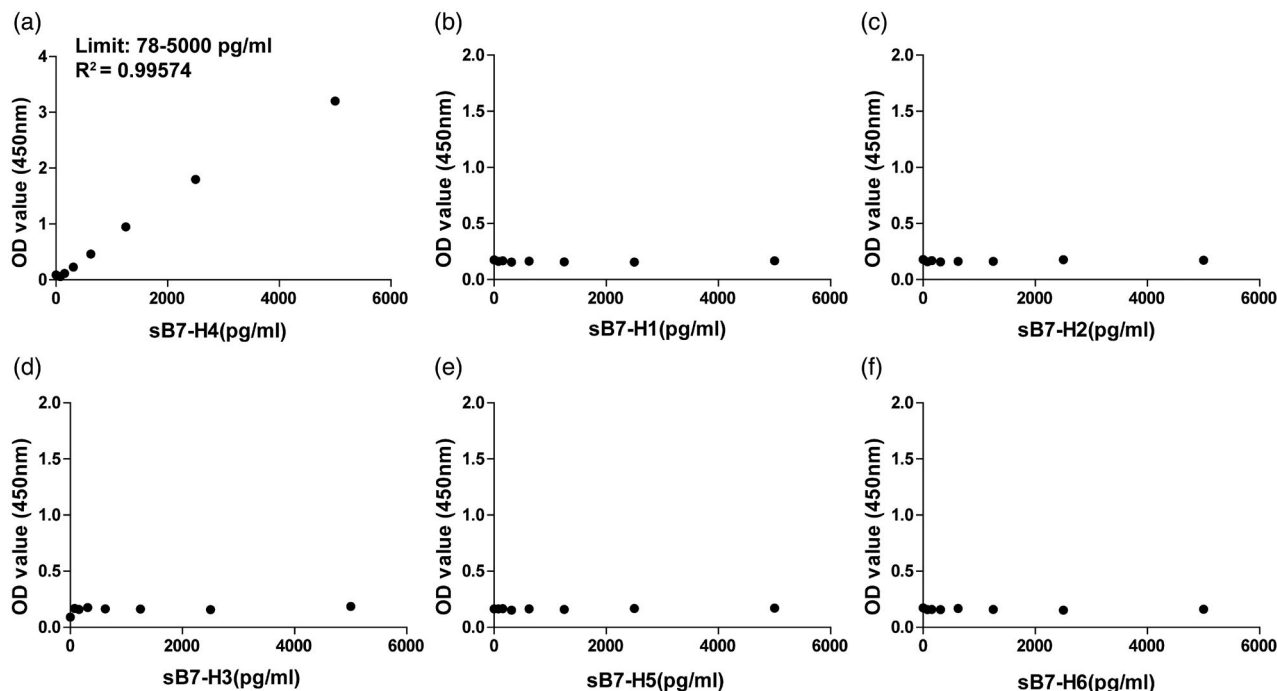 (a)
Limit: 78-5000 pg/ml
R² = 0.99574
OD value (450nm)
4
3
2
1
0
0 2000 4000 6000
sB7-H4(pg/ml)
(b)
OD value (450nm)
2.0
1.5
1.0
0.5
0.0
0 2000 4000 6000
sB7-H1(pg/ml)
(c)
OD value (450nm)
2.0
1.5
1.0
0.5
0.0
0 2000 4000 6000
sB7-H2(pg/ml)
(d)
OD value (450nm)
2.0
1.5
1.0
0.5
0.0
0 2000 4000 6000
sB7-H3(pg/ml)
(e)
OD value (450nm)
2.0
1.5
1.0
0.5
0.0
0 2000 4000 6000
sB7-H5(pg/ml)
(f)
OD value (450nm)
2.0
1.5
1.0
0.5
0.0
0 2000 4000 6000
sB7-H6(pg/ml)